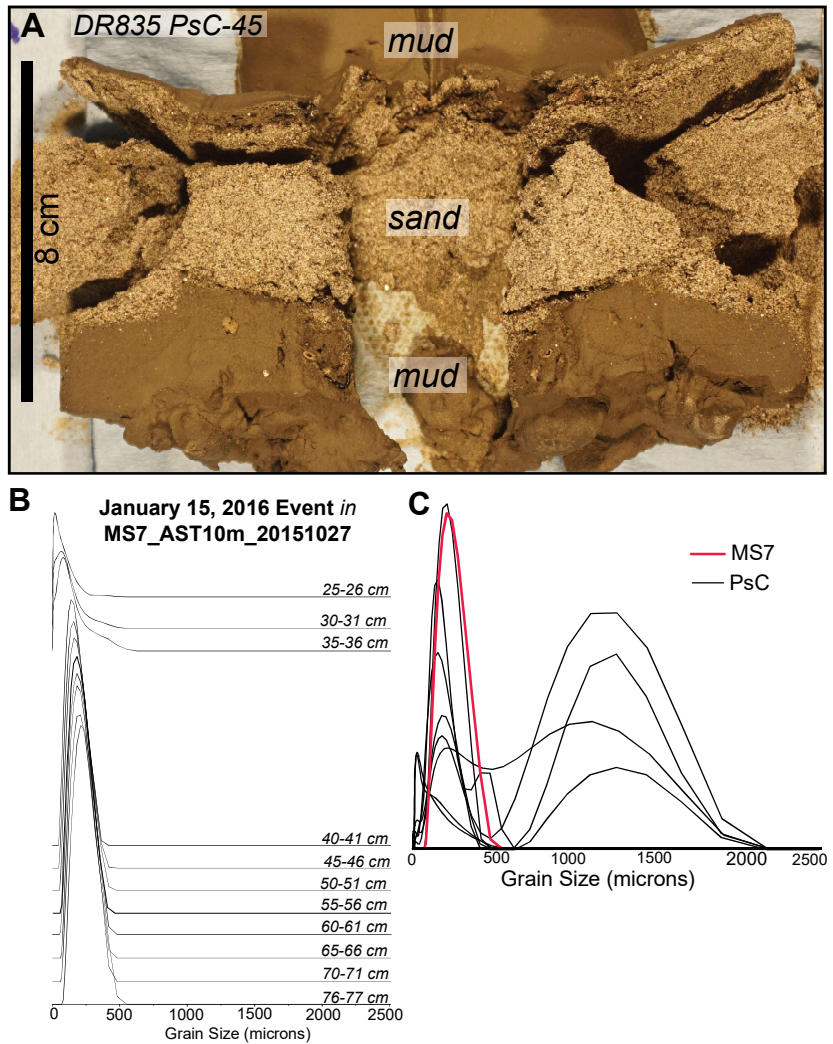 A DR835 PsC-45
mud
8 cm
sand
mud
B
January 15, 2016 Event in
MS7_AST10m_20151027
25-26 cm
30-31 cm
35-36 cm
40-41 cm
45-46 cm
50-51 cm
55-56 cm
60-61 cm
65-66 cm
70-71 cm
76-77 cm
0 500 1000 1500 2000 2500
Grain Size (microns)
C
MS7
PsC
0 500 1000 1500 2000 2500
Grain Size (microns)